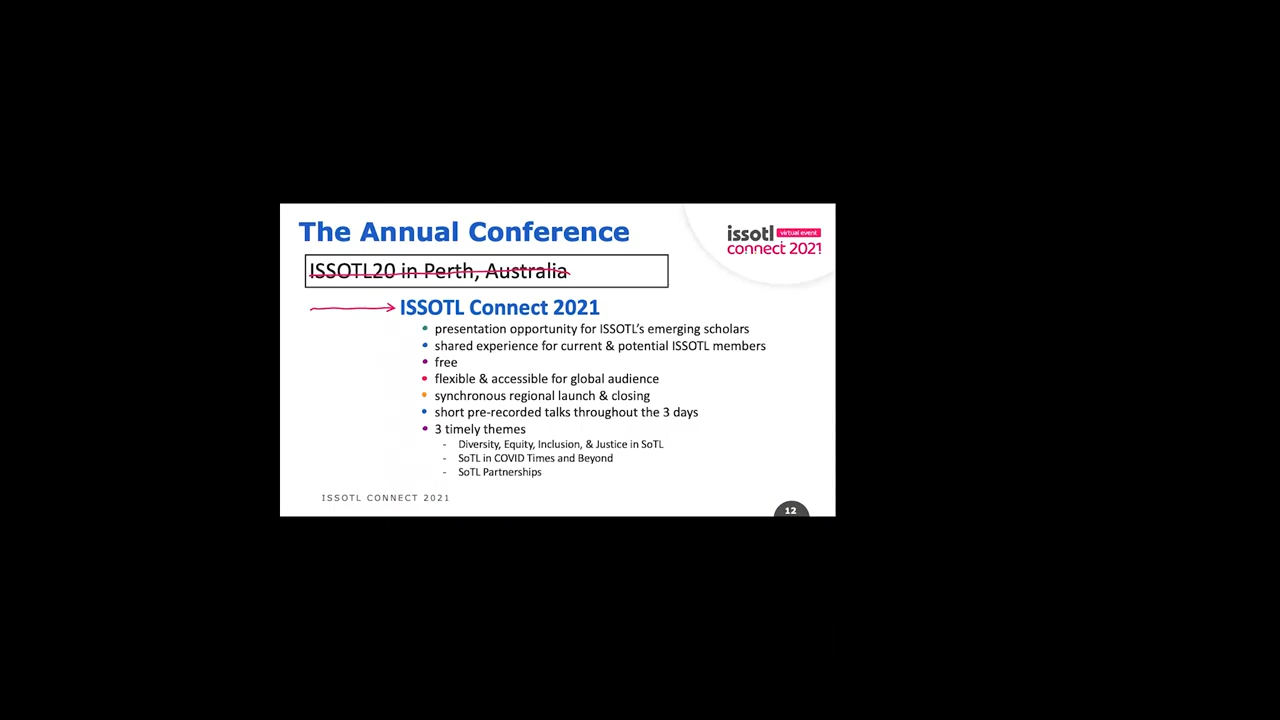 The Annual Conference
issotl virtual event
connect 2021
ISSOTL20 in Perth, Australia
ISSOTL Connect 2021
• presentation opportunity for ISSOTL's emerging scholars
• shared experience for current & potential ISSOTL members
• free
• flexible & accessible for global audience
• synchronous regional launch & closing
• short pre-recorded talks throughout the 3 days
• 3 timely themes
- Diversity, Equity, Inclusion, & Justice in SoTL
- SoTL in COVID Times and Beyond
- SoTL Partnerships
ISSOTL CONNECT 2021
12